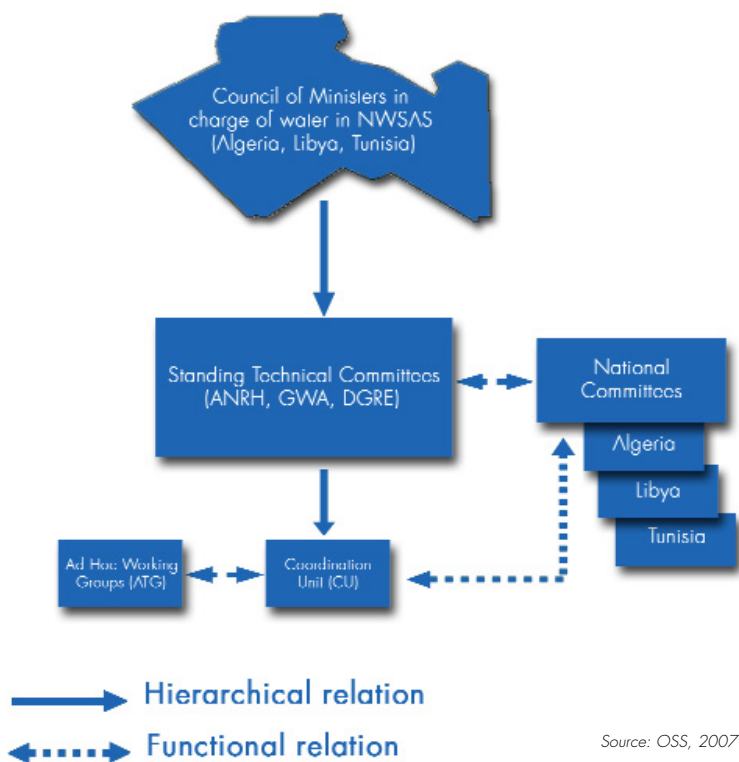 Council of Ministers in
charge of water in NWSAS
(Algeria, Libya, Tunisia)
Standing Technical Committees
(ANRH, GWA, DGRE)
National
Committees
Algeria
Libya
Tunisia
Ad Hoc Working
Groups (ATG)
Coordination
Unit (CU)
Hierarchical relation
Functional relation
Source: OSS, 2007